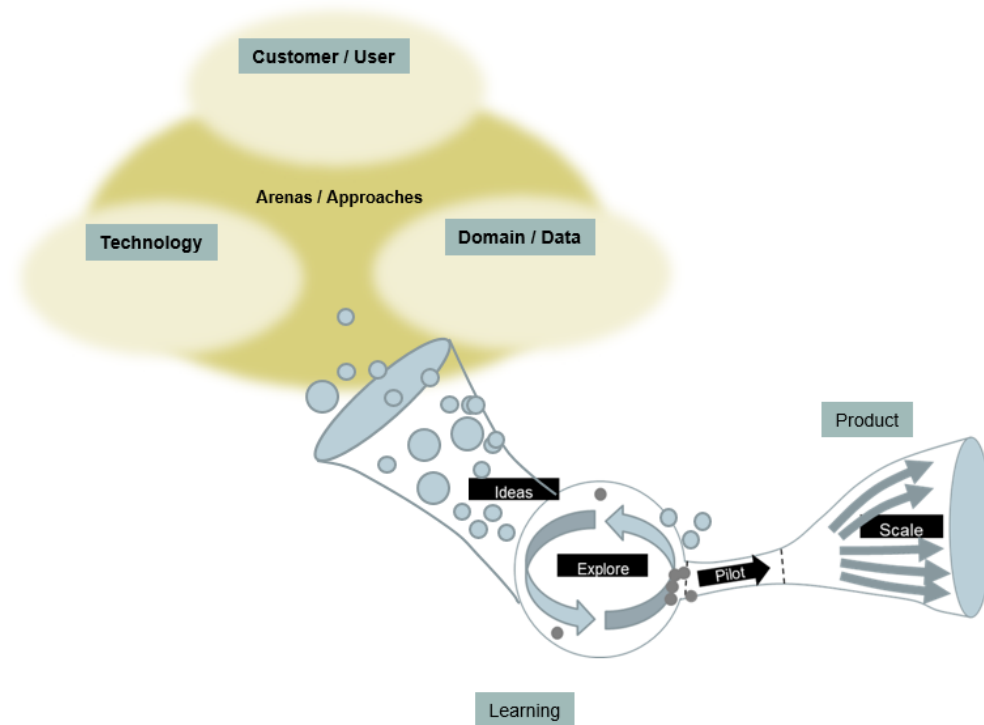 Customer / User
Arenas / Approaches
Technology
Domain / Data
Product
Ideas
Scale
Explore
Pilot
Learning